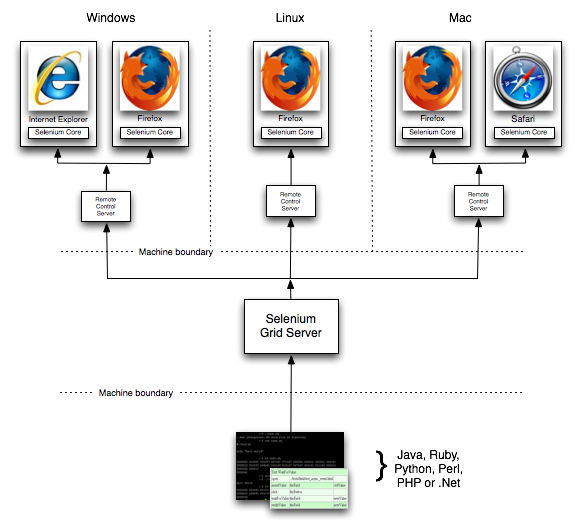 Windows
Linux
Mac
Internet Explorer
Selenium Core
Firefox
Selenium Core
Firefox
Selenium Core
Firefox
Selenium Core
Safari
Selenium Core
Remote
Control
Server
Remote
Control
Server
Remote
Control
Server
Machine boundary
Selenium
Grid Server
Machine boundary
Java, Ruby,
Python, Perl,
PHP or .Net